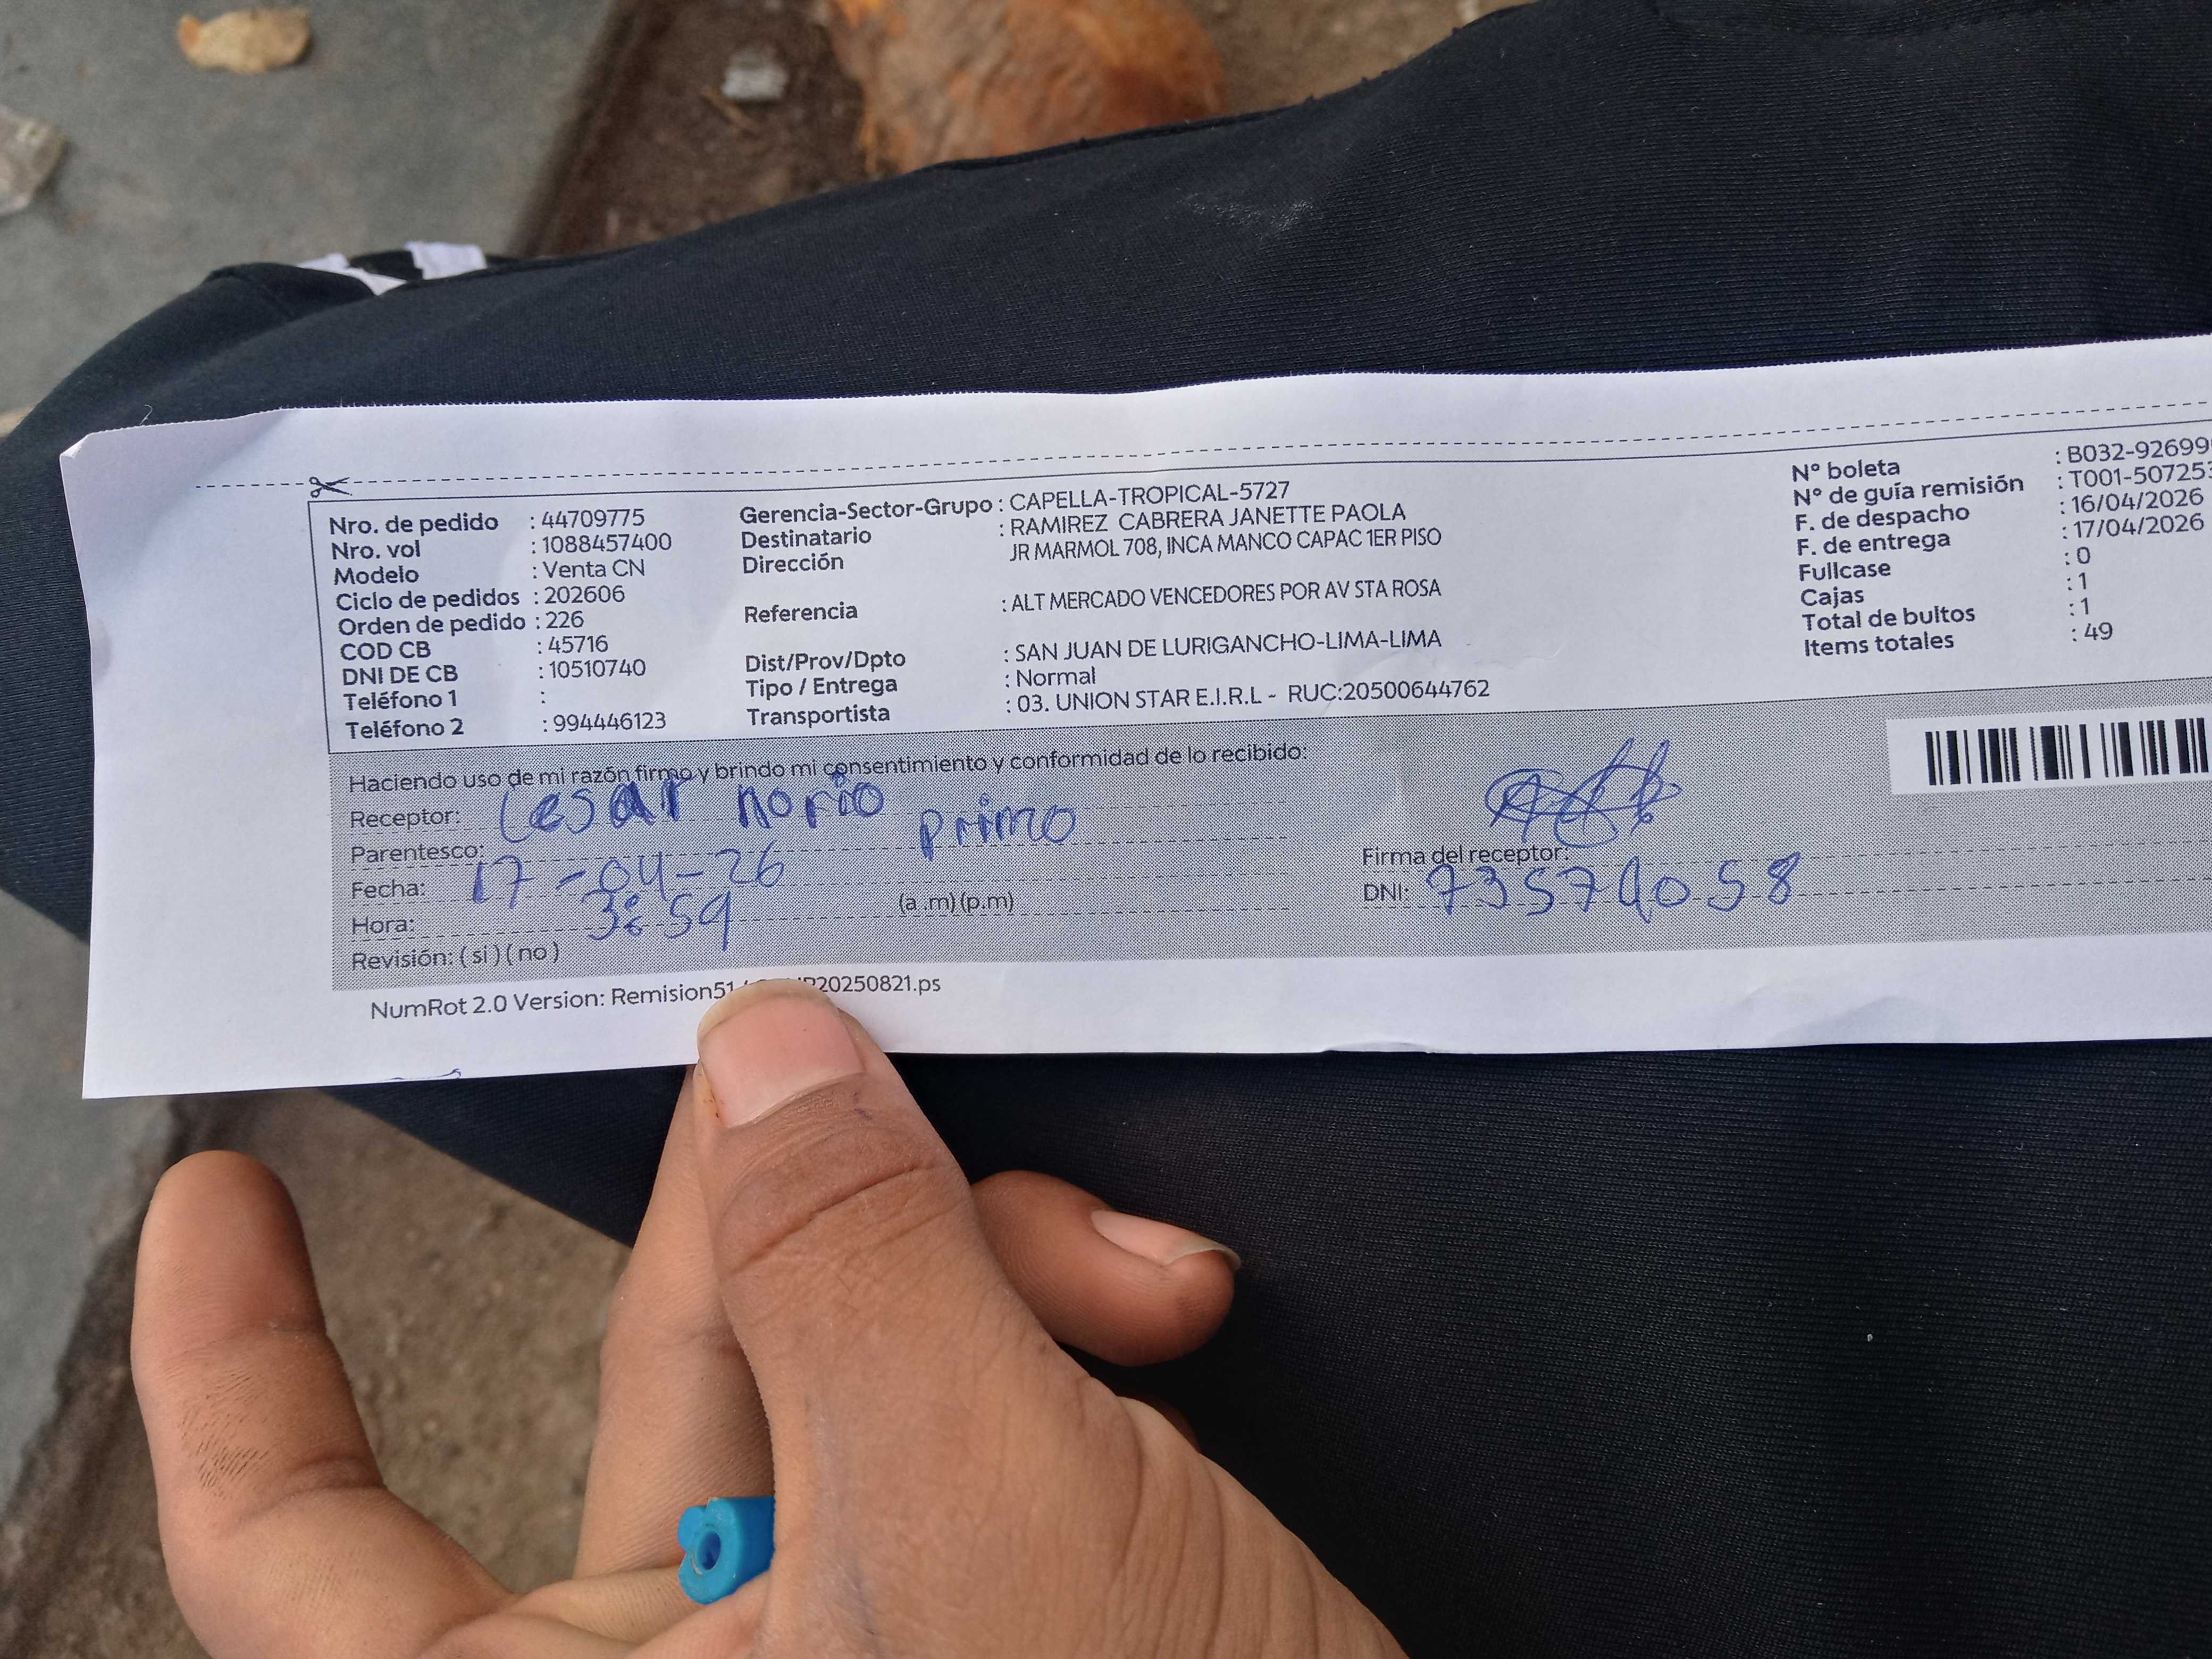 Nro. de pedido : 44709775
Nro. vol : 1088457400
Modelo : Venta CN
Ciclo de pedidos : 202606
Orden de pedido : 226
COD CB : 45716
DNI DE CB : 10510740
Teléfono 1 :
Teléfono 2 : 994446123
Gerencia-Sector-Grupo : CAPELLA-TROPICAL-5727
Destinatario : RAMIREZ CABRERA JANETTE PAOLA
Dirección JR MARMOL 708, INCA MANCO CAPAC 1ER PISO
Referencia : ALT MERCADO VENCEDORES POR AV STA ROSA
Dist/Prov/Dpto : SAN JUAN DE LURIGANCHO-LIMA-LIMA
Tipo / Entrega : Normal
Transportista : 03. UNION STAR E.I.R.L - RUC:20500644762
N° boleta : B032-92699
N° de guía remisión : T001-507253
F. de despacho : 16/04/2026
F. de entrega : 17/04/2026
Fullcase : 0
Cajas : 1
Total de bultos : 1
Items totales : 49
Haciendo uso de mi razón firmo y brindo mi consentimiento y conformidad de lo recibido:
Receptor: Cesar norio
Parentesco: primo
Fecha: 17-04-26
Hora: 3:59 (a .m) (p.m)
Revisión: ( si ) ( no )
Firma del receptor:
DNI:
NumRot 2.0 Version: Remision51 20250821.ps